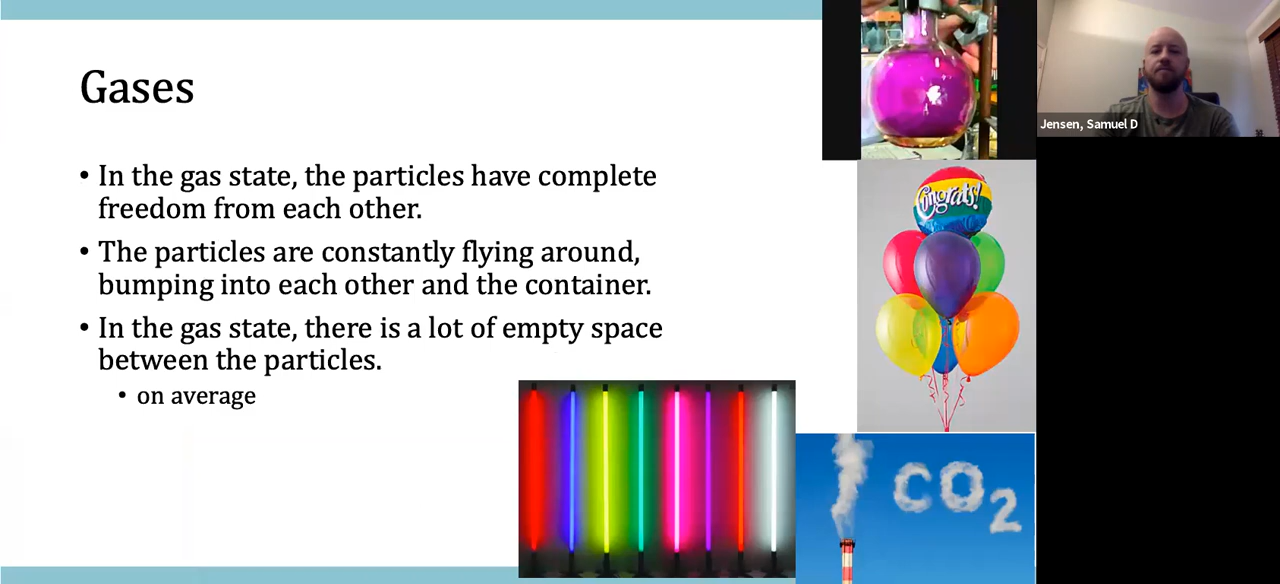 Gases
• In the gas state, the particles have complete
freedom from each other.
• The particles are constantly flying around,
bumping into each other and the container.
• In the gas state, there is a lot of empty space
between the particles.
• on average
Jensen, Samuel D
Congrats!
CO2